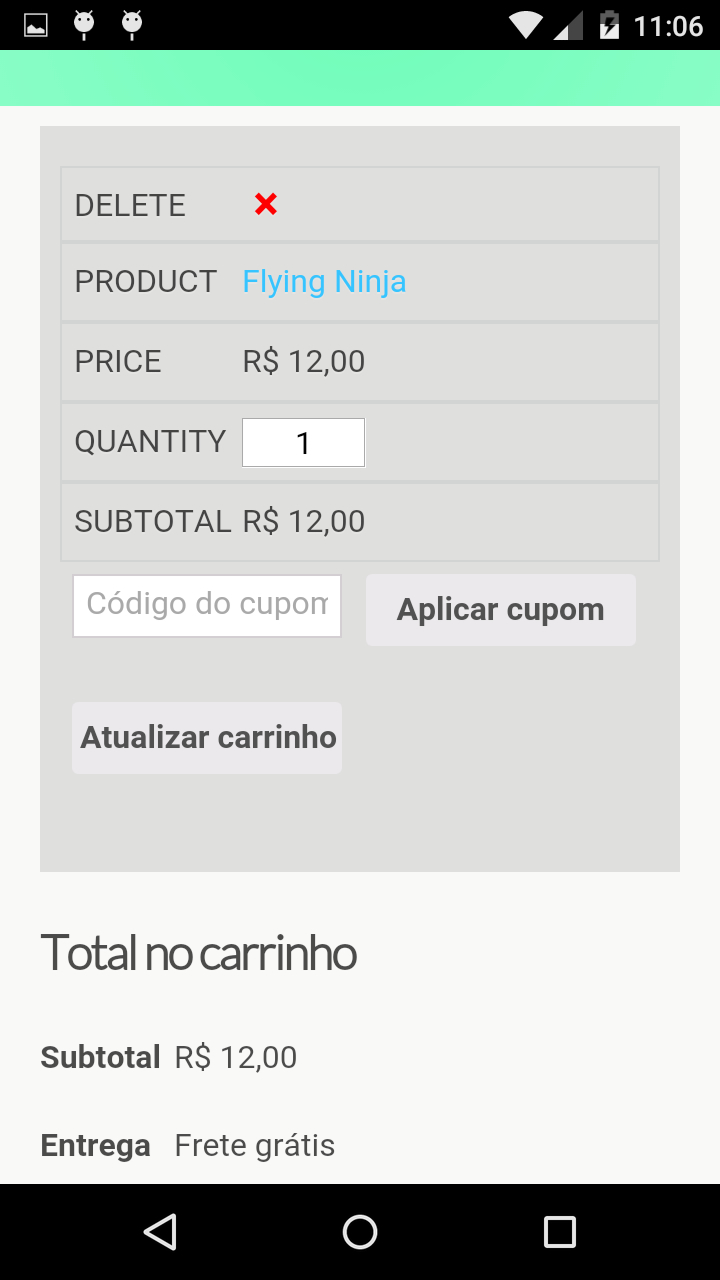 11:06
DELETE ×
PRODUCT Flying Ninja
PRICE R$ 12,00
QUANTITY 1
SUBTOTAL R$ 12,00
Código do cupom Aplicar cupom
Atualizar carrinho
Total no carrinho
Subtotal R$ 12,00
Entrega Frete grátis